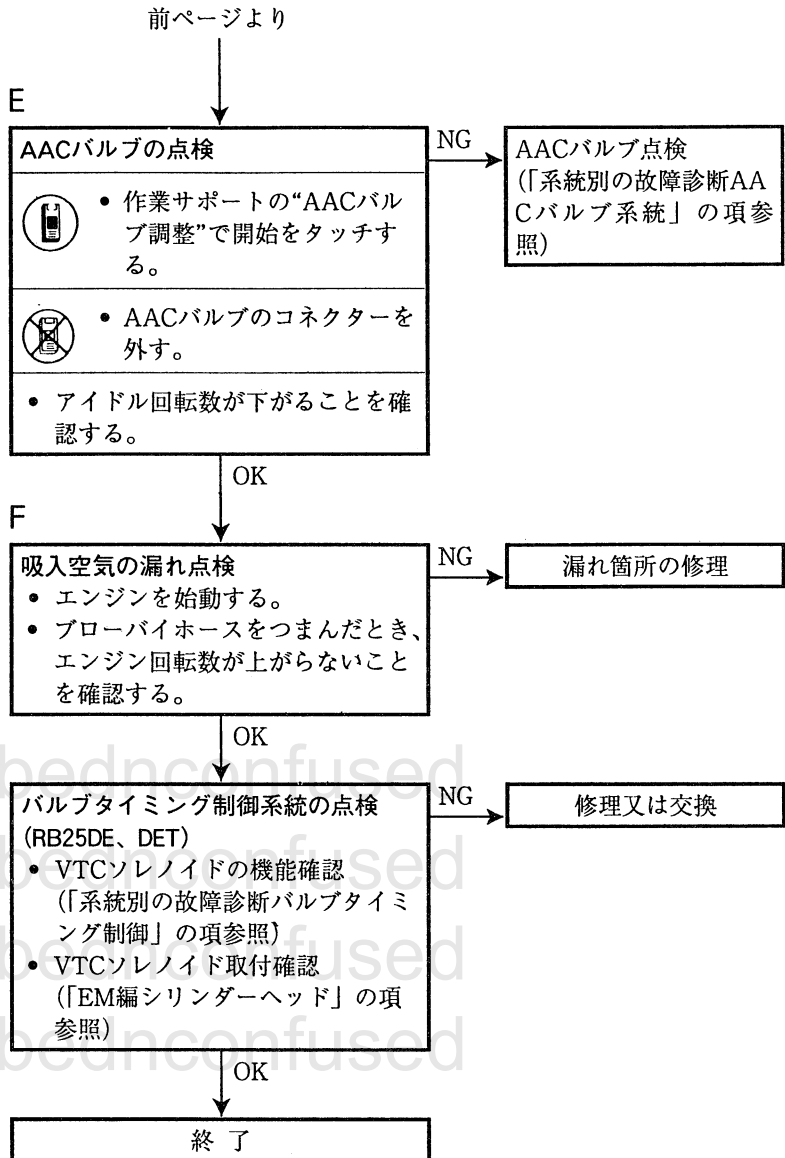 前ページより
E
AACバルブの点検
• 作業サポートの“AACバル
ブ調整”で開始をタッチす
る。
• AACバルブのコネクターを
外す。
• アイドル回転数が下がることを確
認する。
NG
AACバルブ点検
(「系統別の故障診断AA
Cバルブ系統」の項参
照)
OK
F
吸入空気の漏れ点検
• エンジンを始動する。
• ブローバイホースをつまんだとき、
エンジン回転数が上がらないこと
を確認する。
NG
漏れ箇所の修理
OK
バルブタイミング制御系統の点検
(RB25DE、DET)
• VTCソレノイドの機能確認
(「系統別の故障診断バルブタイミ
ング制御」の項参照)
• VTCソレノイド取付確認
(「EM編シリンダーヘッド」の項
参照)
NG
修理又は交換
OK
終 了
bednconfused
bednconfused
bednconfused
bednconfused